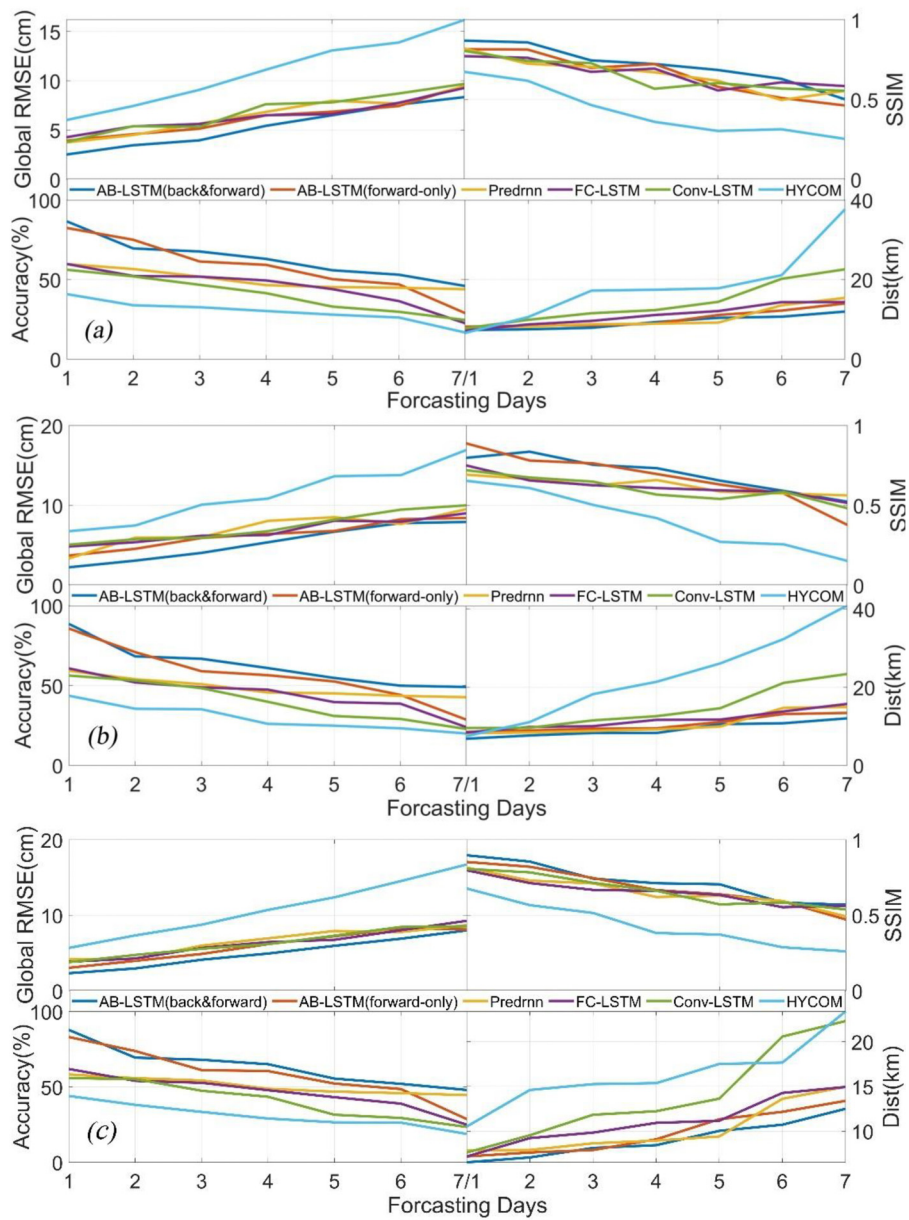 15
10
5
0
Global RMSE(cm)
1
0.5
0
SSIM
AB-LSTM(back&forward) AB-LSTM(forward-only) Predrnn FC-LSTM Conv-LSTM HYCOM
100
50
0
Accuracy(%)
(a)
40
20
0
Dist(km)
1 2 3 4 5 6 7/1 2 3 4 5 6 7
Forcasting Days
20
10
0
Global RMSE(cm)
1
0.5
0
SSIM
AB-LSTM(back&forward) AB-LSTM(forward-only) Predrnn FC-LSTM Conv-LSTM HYCOM
100
50
0
Accuracy(%)
(b)
40
20
0
Dist(km)
1 2 3 4 5 6 7/1 2 3 4 5 6 7
Forcasting Days
20
10
0
Global RMSE(cm)
1
0.5
0
SSIM
AB-LSTM(back&forward) AB-LSTM(forward-only) Predrnn FC-LSTM Conv-LSTM HYCOM
100
50
0
Accuracy(%)
(c)
20
15
10
Dist(km)
1 2 3 4 5 6 7/1 2 3 4 5 6 7
Forcasting Days